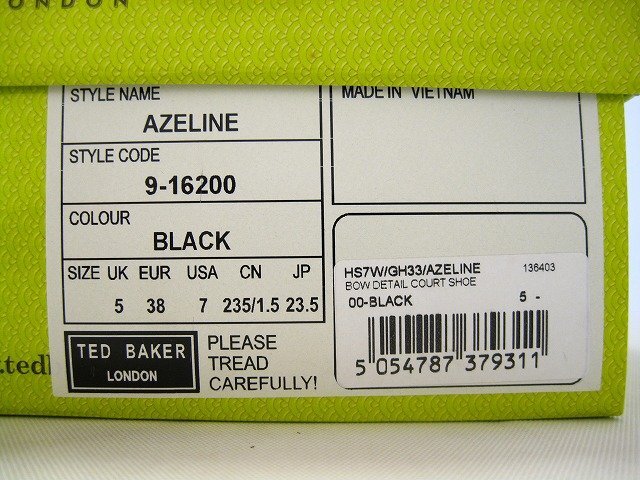 LONDON
STYLE NAME
AZELINE
STYLE CODE
9-16200
COLOUR
BLACK
SIZE UK EUR USA CN JP
5 38 7 235/1.5 23.5
TED BAKER
LONDON
PLEASE
TREAD
CAREFULLY!
MADE IN VIETNAM
HS7W/GH33/AZELINE 136403
BOW DETAIL COURT SHOE
00-BLACK 5 -
5 054787 379311
.tedb